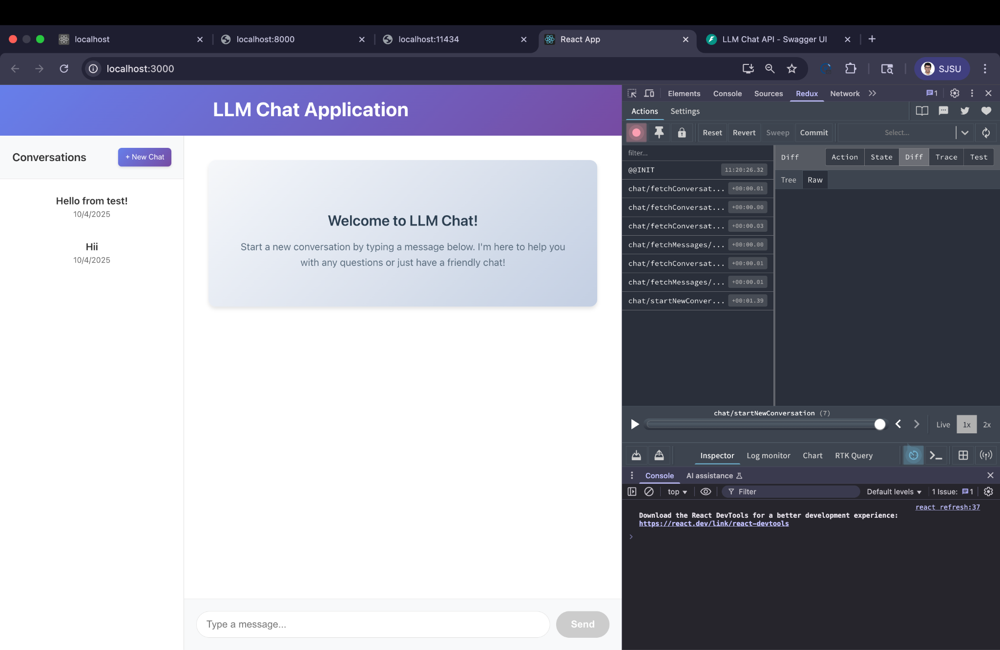 localhost
localhost:8000
localhost:11434
React App
LLM Chat API - Swagger UI
localhost:3000
SJSU
LLM Chat Application
Conversations
+ New Chat
Hello from test!
10/4/2025
Hii
10/4/2025
Welcome to LLM Chat!
Start a new conversation by typing a message below. I'm here to help you
with any questions or just have a friendly chat!
Type a message...
Send
Elements Console Sources Redux Network 1
Actions Settings
Reset Revert Sweep Commit Select...
filter...
@@INIT 11:20:26.32
chat/fetchConversat... +00:00.01
chat/fetchConversat... +00:00.00
chat/fetchConversat... +00:00.03
chat/fetchMessages/... +00:00.00
chat/fetchConversat... +00:00.01
chat/fetchMessages/... +00:00.01
chat/startNewConver... +00:01.39
Diff Action State Diff Trace Test
Tree Raw
chat/startNewConversation (7)
Live 1x 2x
Inspector Log monitor Chart RTK Query
Console AI assistance
top Filter Default levels 1 Issue: 1
react refresh:37
Download the React DevTools for a better development experience:
https://react.dev/link/react-devtools